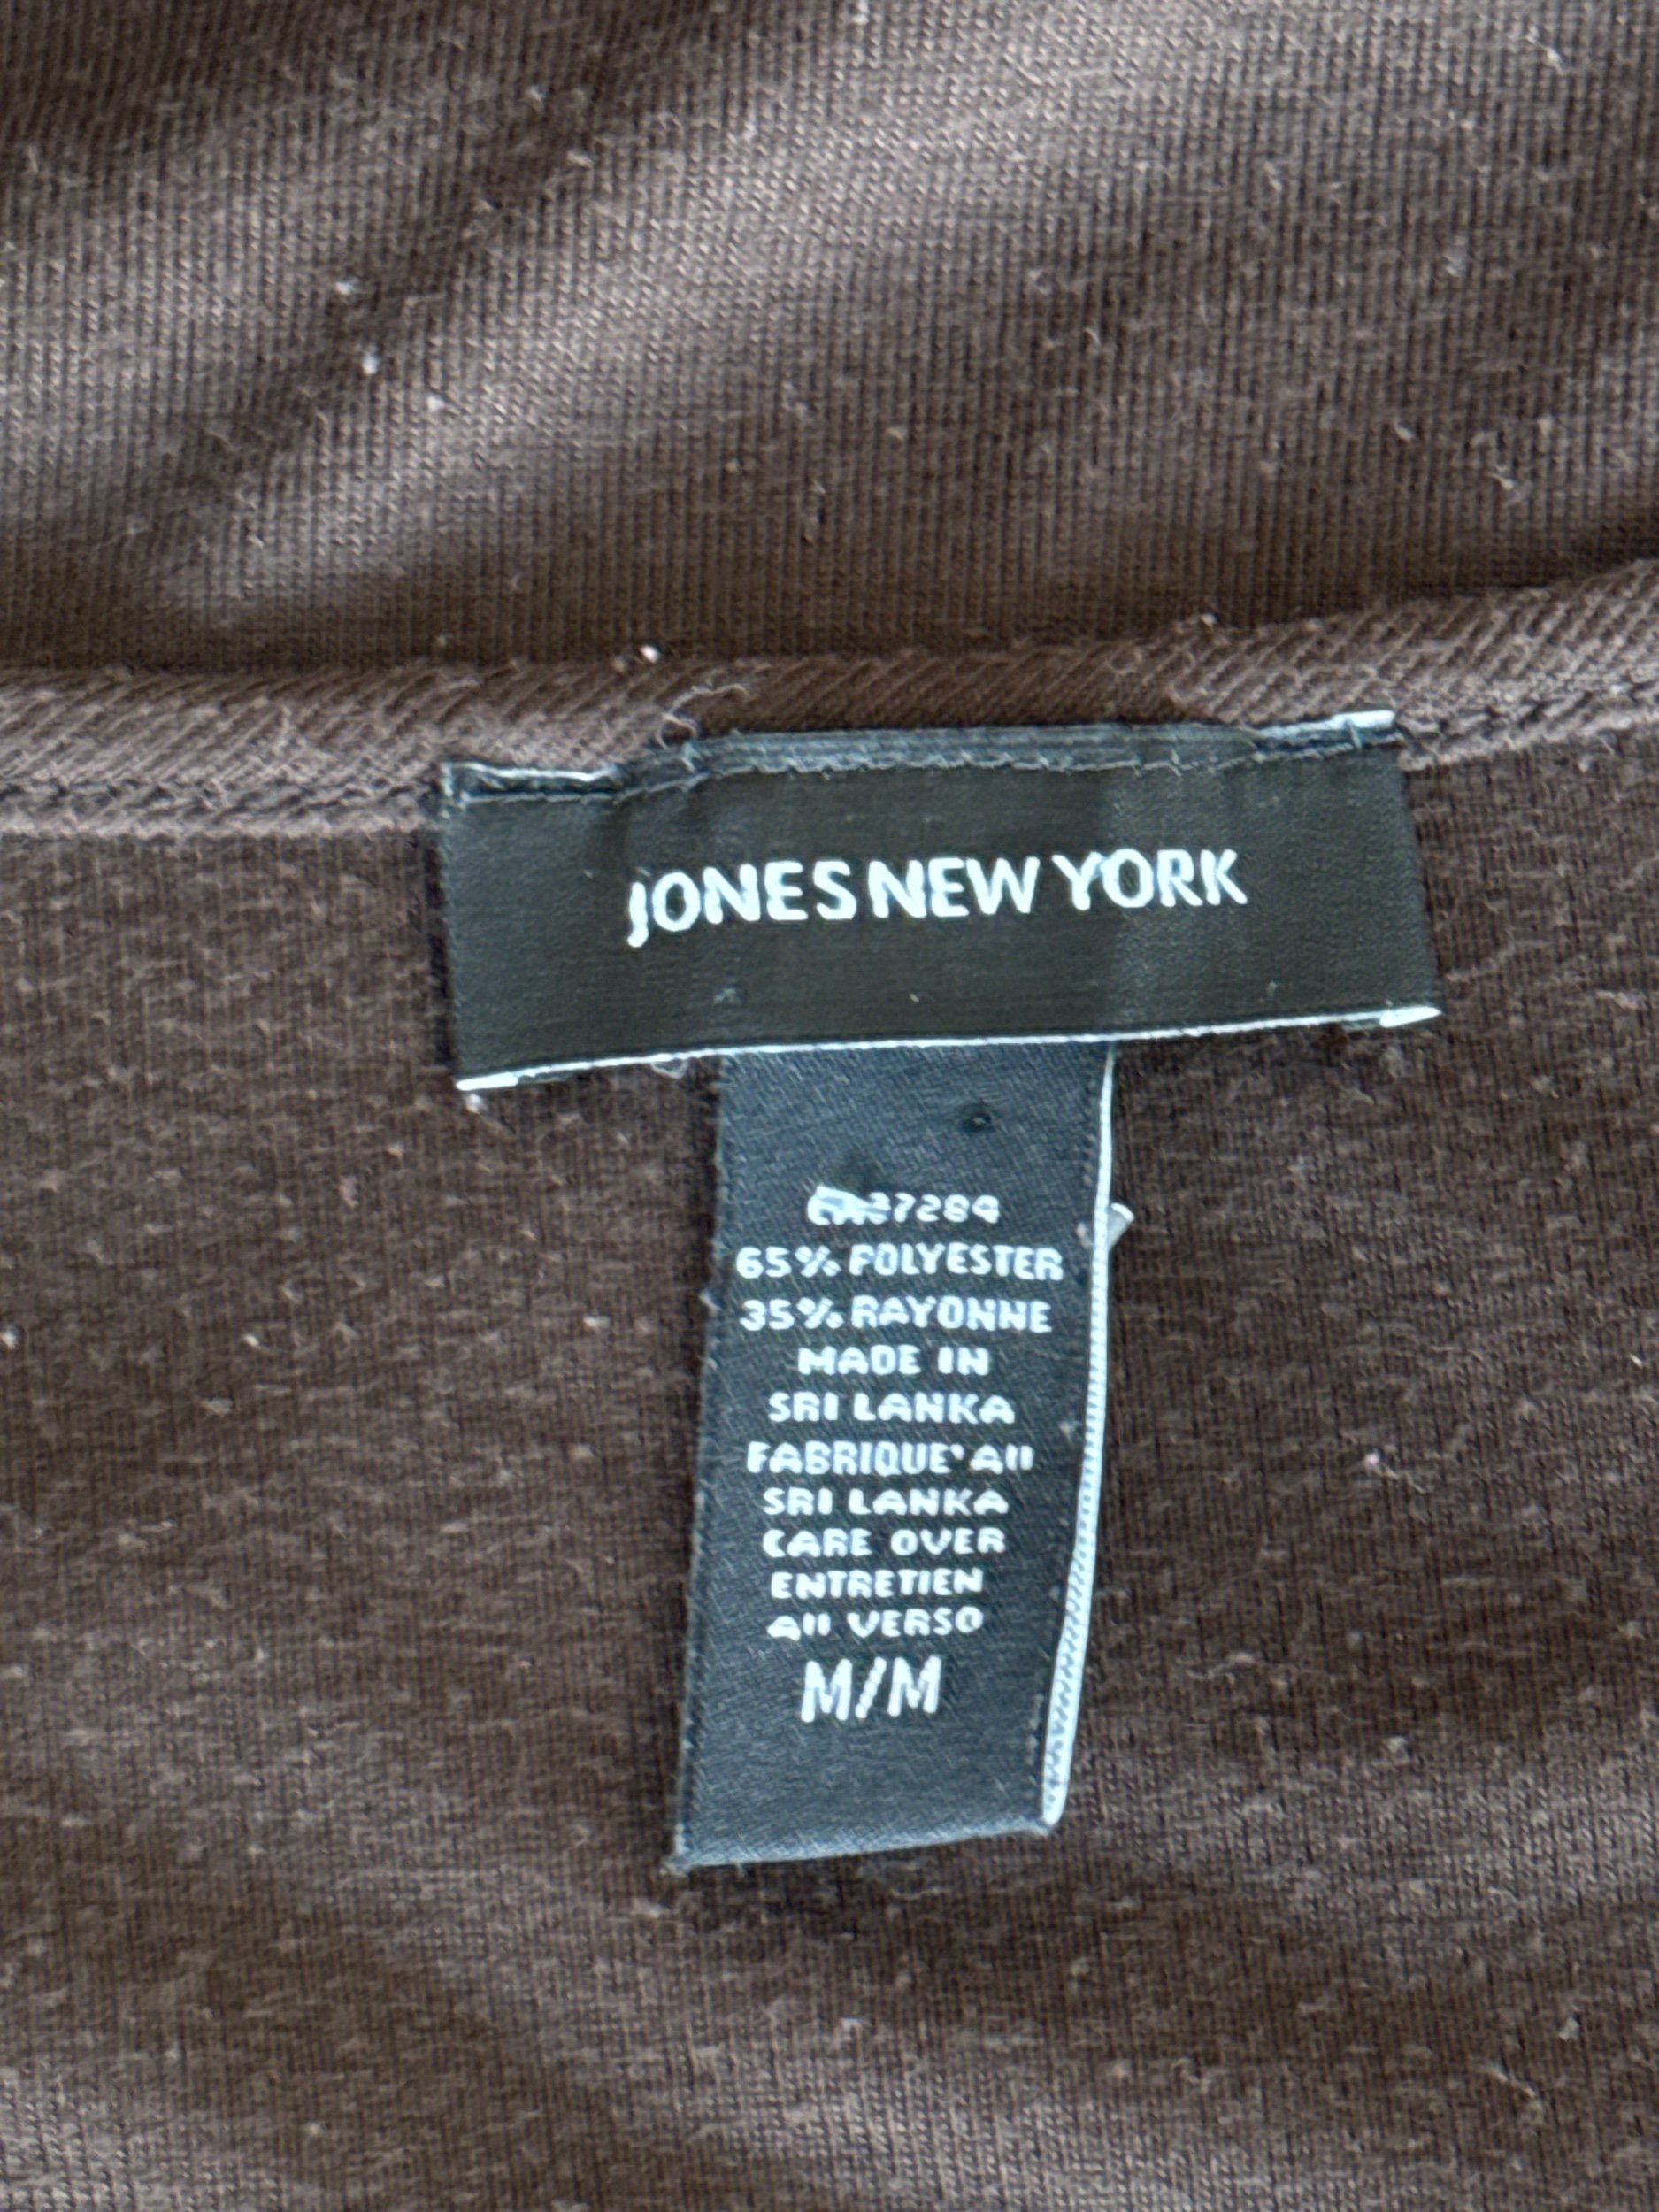 JONES NEW YORK
65% POLYESTER
35% RAYONNE
MADE IN
SRI LANKA
FABRIQUE' AU
SRI LANKA
CARE OVER
ENTRETIEN
AU VERSO
M/M